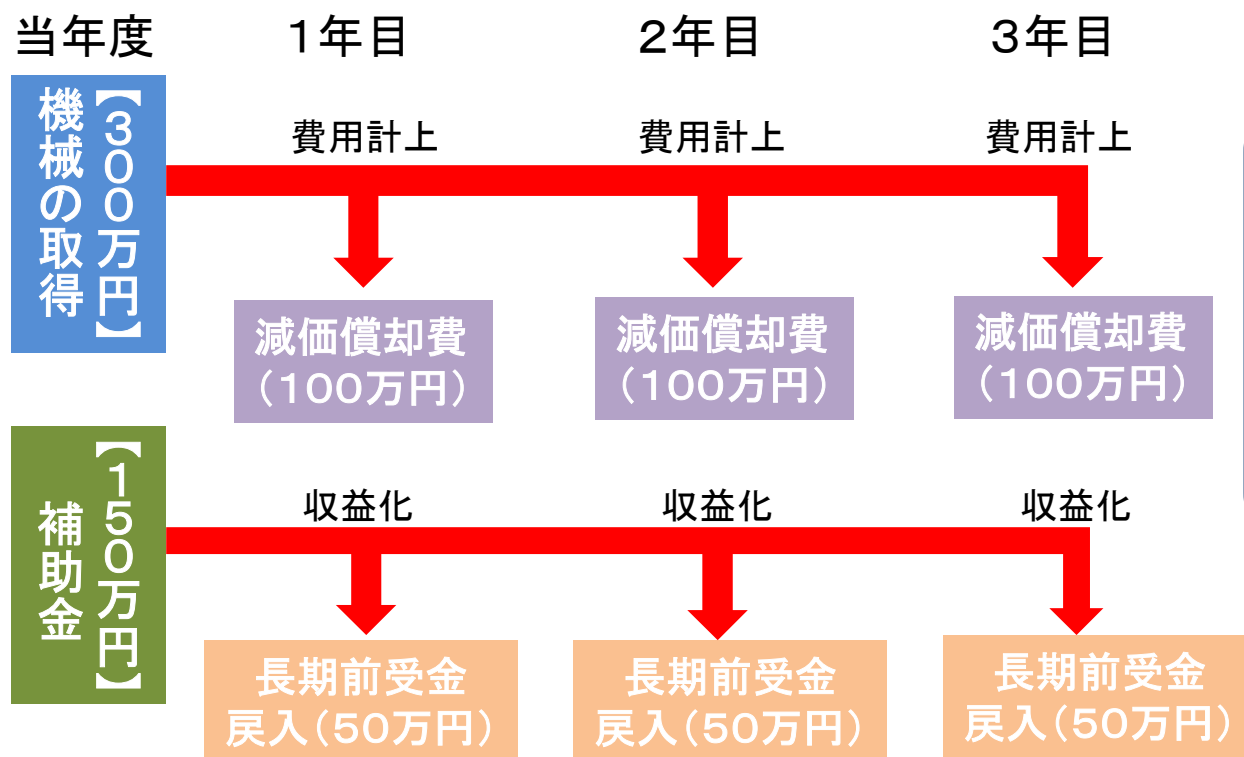 当年度
１年目
２年目
３年目
【３００万円】
機械の取得
費用計上
費用計上
費用計上
減価償却費
（１００万円）
減価償却費
（１００万円）
減価償却費
（１００万円）
【１５０万円】
補助金
収益化
収益化
収益化
長期前受金
戻入（５０万円）
長期前受金
戻入（５０万円）
長期前受金
戻入（５０万円）